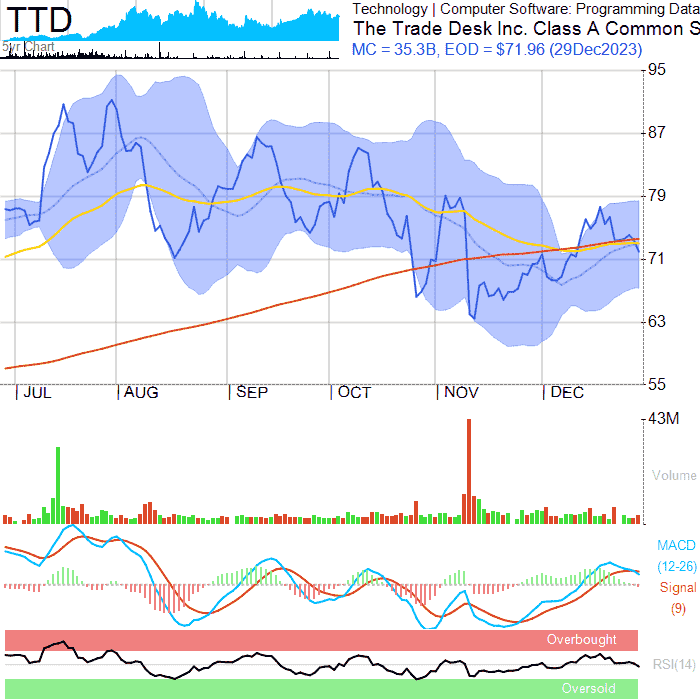 TTD
5yr Chart
Technology | Computer Software: Programming Data
The Trade Desk Inc. Class A Common S
MC = 35.3B, EOD = $71.96 (29Dec2023)
95
87
79
71
63
55
JUL AUG SEP OCT NOV DEC
43M
Volume
MACD
(12-26)
Signal
(9)
Overbought
RSI(14)
Oversold